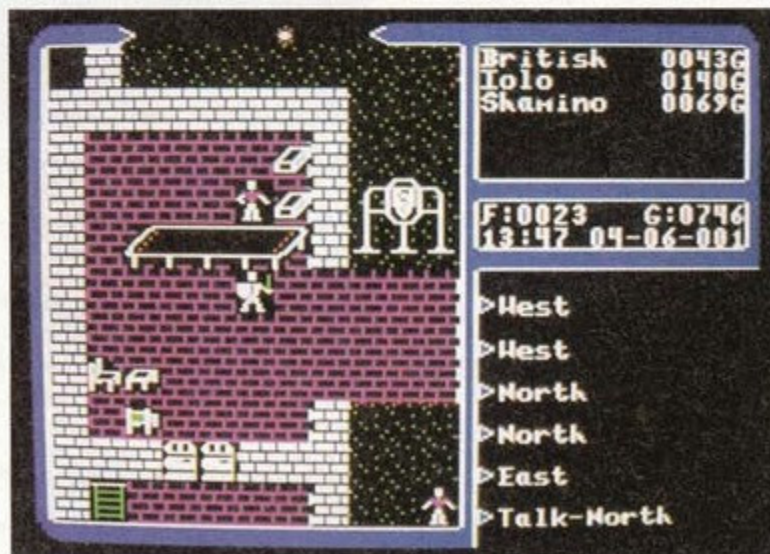 British 0043G
Iolo 0140G
Shamino 0069G
F:0023 G:0746
13:47 04-06-001
▷West
▷West
▷North
▷North
▷East
▷Talk-North